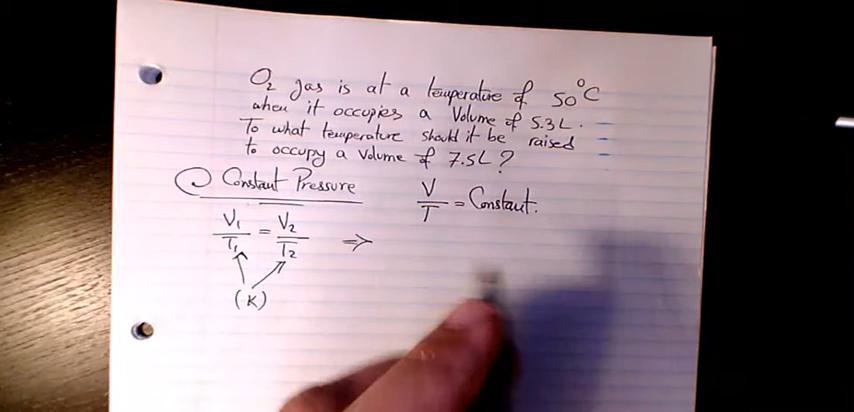 O₂ gas is at a temperature of 50°C
when it occupies a Volume of 5.3 L.
To what temperature should it be raised
to occupy a Volume of 7.5L?
@ Constant Pressure
V/T = Constant.
V₁/T₁ = V₂/T₂ ⇒
(K)